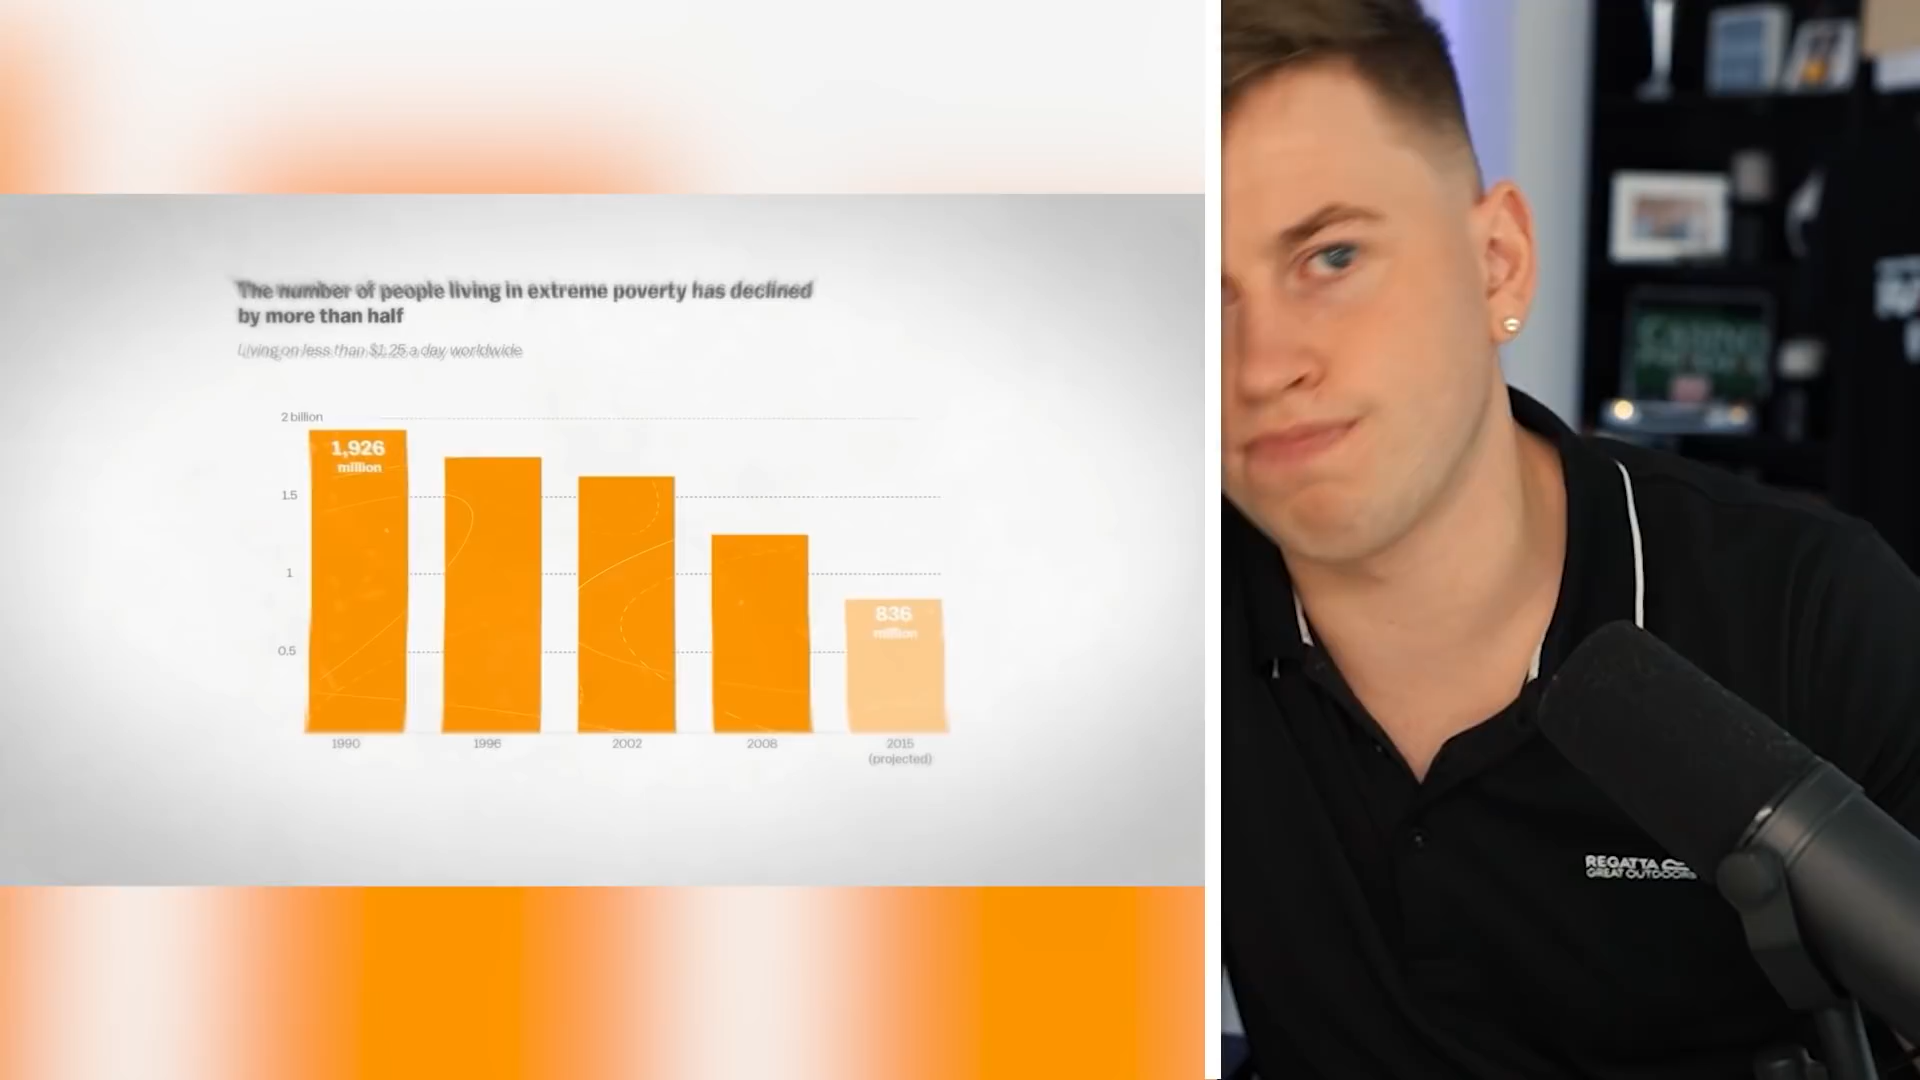 The number of people living in extreme poverty has declined
by more than half
Living on less than $1.25 a day worldwide
2 billion
1,926
million
1.5
1
836
million
0.5
1990
1996
2002
2008
2015
(projected)
REGATTA
GREAT OUTDOORS